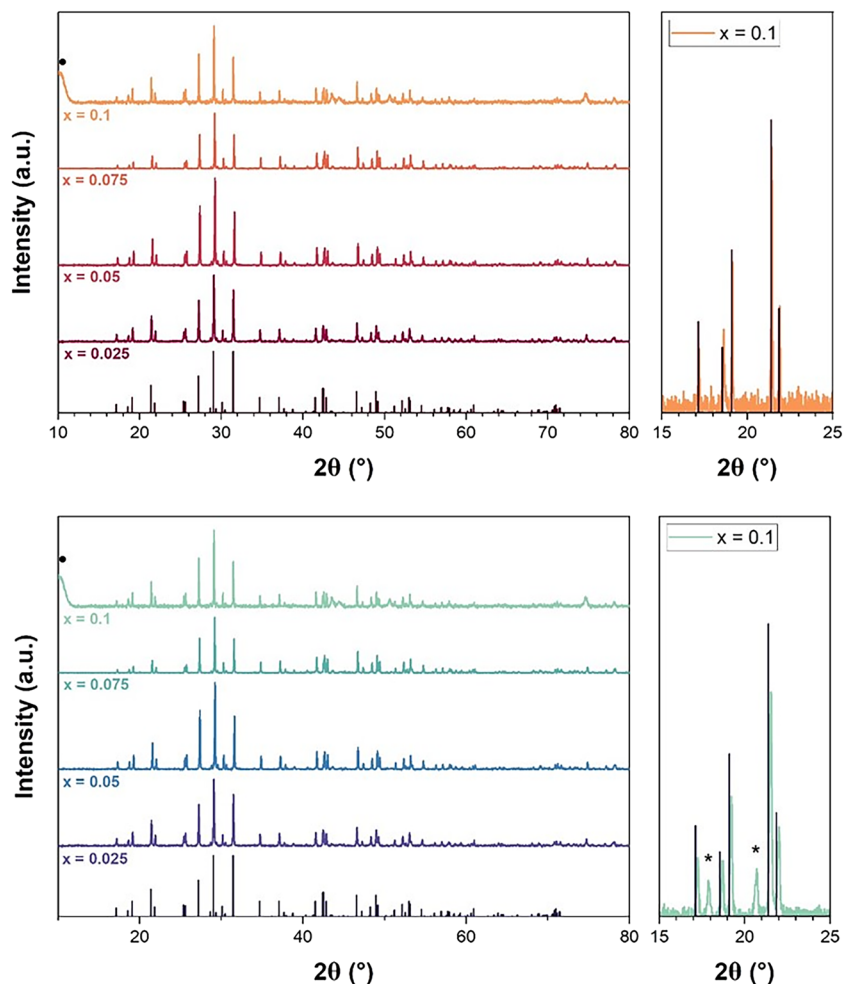 Intensity (a.u.)
x = 0.1
x = 0.075
x = 0.05
x = 0.025
10 20 30 40 50 60 70 80
2θ (°)
x = 0.1
15 20 25
2θ (°)
Intensity (a.u.)
x = 0.1
x = 0.075
x = 0.05
x = 0.025
20 40 60 80
2θ (°)
x = 0.1
* *
15 20 25
2θ (°)